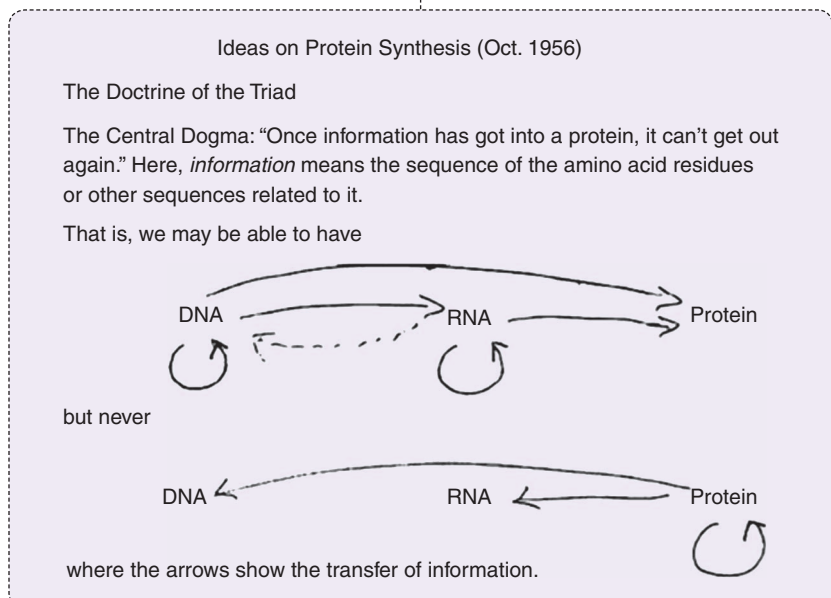 Ideas on Protein Synthesis (Oct. 1956)
The Doctrine of the Triad
The Central Dogma: “Once information has got into a protein, it can’t get out
again.” Here, information means the sequence of the amino acid residues
or other sequences related to it.
That is, we may be able to have
DNA RNA Protein
but never
DNA RNA Protein
where the arrows show the transfer of information.